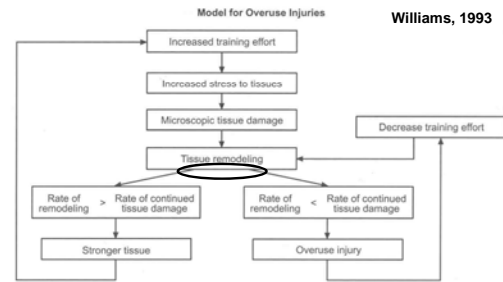 Model for Overuse Injuries
Williams, 1993
Increased training effort
Increased stress to tissues
Microscopic tissue damage
Decrease training effort
Tissue remodeling
Rate of remodeling > Rate of continued tissue damage
Rate of remodeling < Rate of continued tissue damage
Stronger tissue
Overuse injury